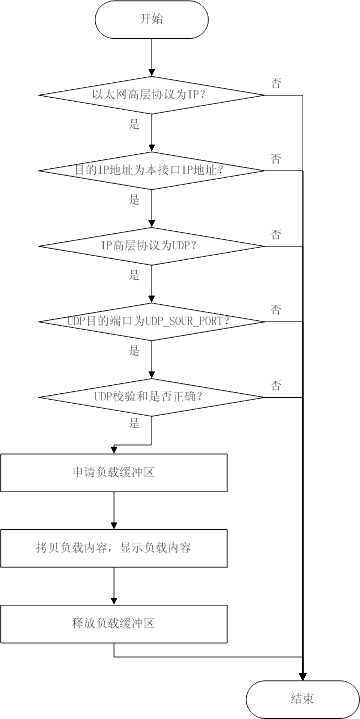 开始
以太网高层协议为IP?
否
是
目的IP地址为本接口IP地址?
否
是
IP高层协议为UDP?
否
是
UDP目的端口为UDP_SOUR_PORT?
否
是
UDP校验和是否正确?
否
是
申请负载缓冲区
拷贝负载内容，显示负载内容
释放负载缓冲区
结束